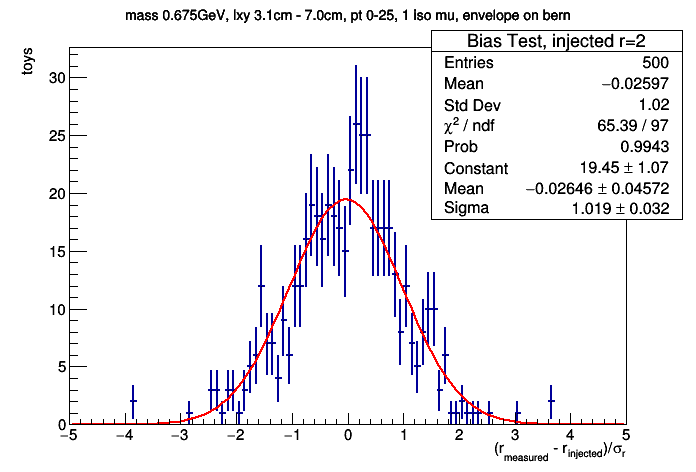 mass 0.675GeV, lxy 3.1cm - 7.0cm, pt 0-25, 1 Iso mu, envelope on bern
Bias Test, injected r=2
Entries 500
Mean −0.02597
Std Dev 1.02
χ² / ndf 65.39 / 97
Prob 0.9943
Constant 19.45 ± 1.07
Mean −0.02646 ± 0.04572
Sigma 1.019 ± 0.032
toys
30
25
20
15
10
5
0
−5 −4 −3 −2 −1 0 1 2 3 4 5
(r_measured - r_injected)/σ_r